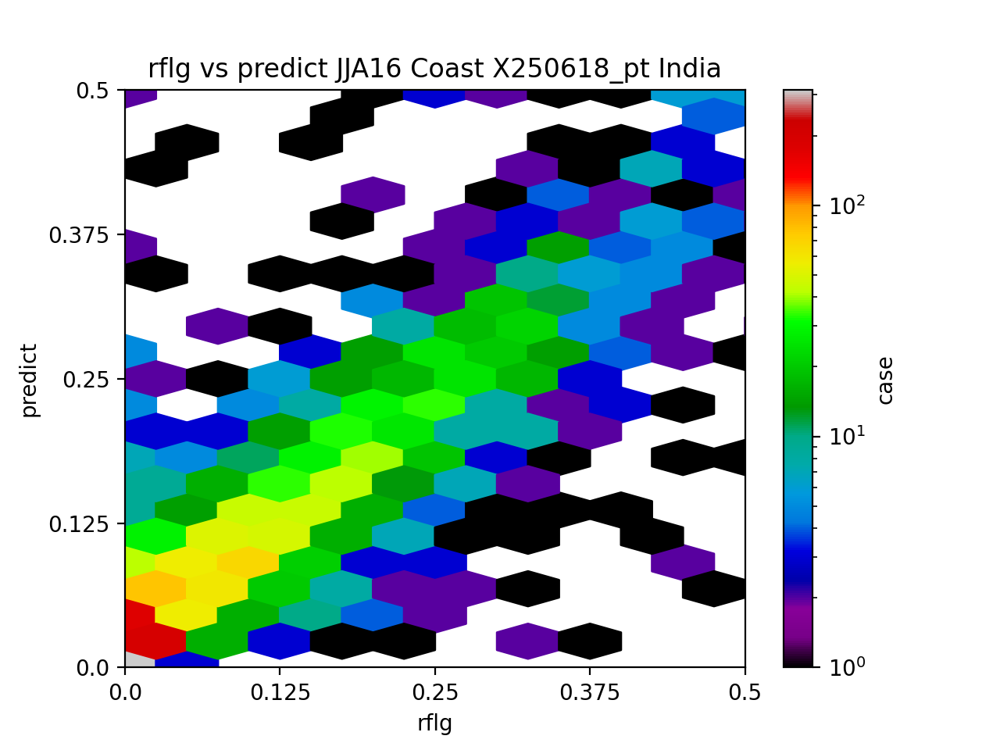 rflg vs predict JJA16 Coast X250618_pt India
0.5
0.375
0.25
0.125
0.0
predict
0.0 0.125 0.25 0.375 0.5
rflg
10²
10¹
10⁰
case